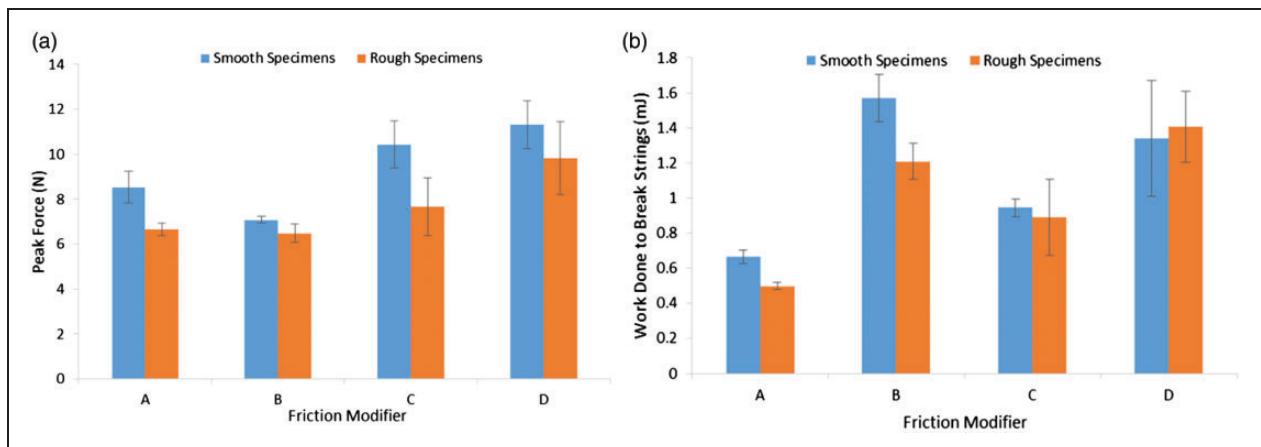 (a)
Smooth Specimens Rough Specimens
14
12
10
8
6
4
2
0
Peak Force (N)
A B C D
Friction Modifier
(b)
Smooth Specimens Rough Specimens
1.8
1.6
1.4
1.2
1
0.8
0.6
0.4
0.2
0
Work Done to Break Strings (mJ)
A B C D
Friction Modifier